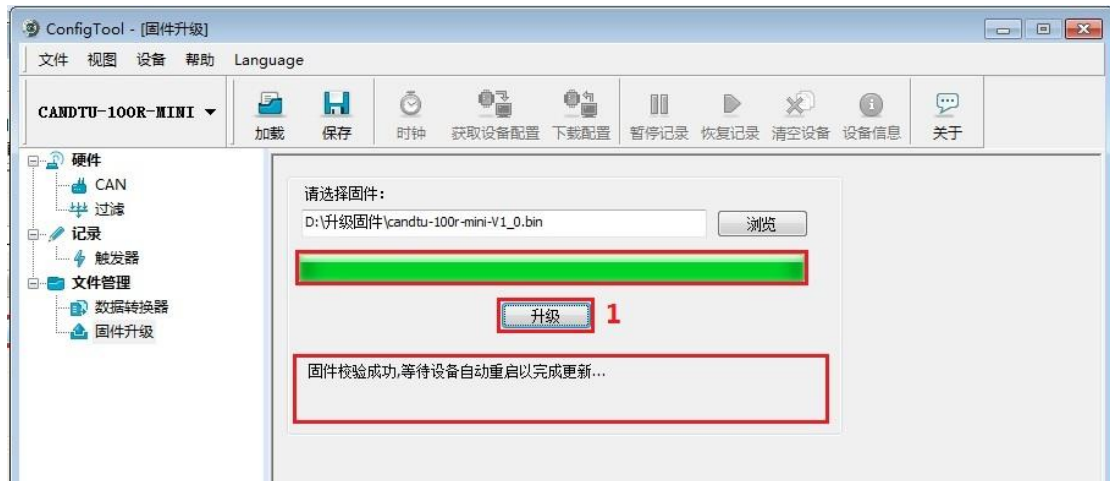 ConfigTool - [固件升级]
文件 视图 设备 帮助 Language
CANDTU-100R-MINI
加载 保存 时钟 获取设备配置 下载配置 暂停记录 恢复记录 清空设备 设备信息 关于
硬件
CAN
过滤
记录
触发器
文件管理
数据转换器
固件升级
请选择固件：
D:\升级固件\candtu-100r-mini-V1_0.bin 浏览
升级 1
固件校验成功,等待设备自动重启以完成更新...